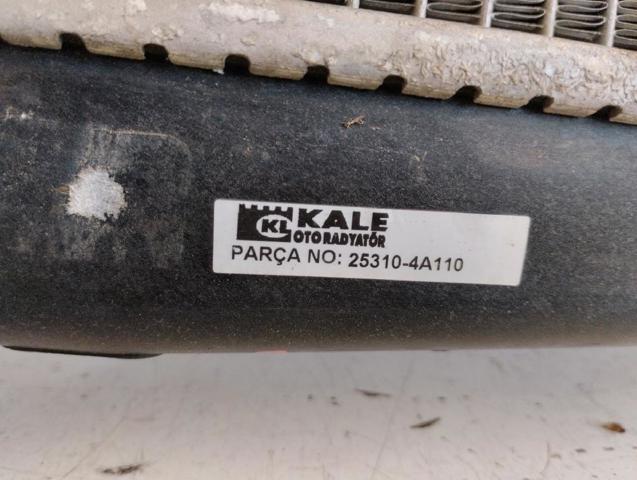 KL KALE
OTO RADYATÖR
PARÇA NO: 25310-4A110